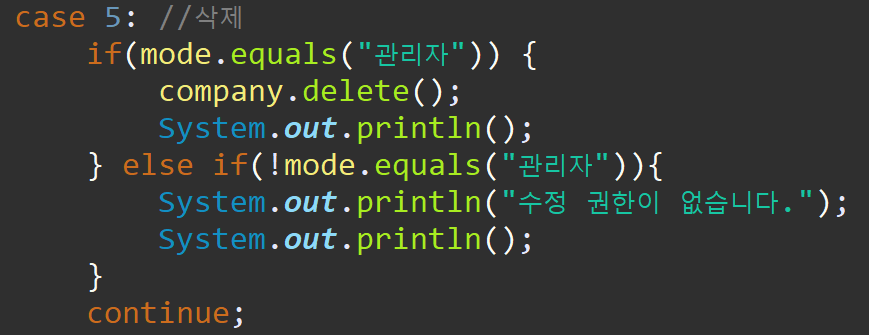 case 5: //삭제
if(mode.equals("관리자")) {
company.delete();
System.out.println();
} else if(!mode.equals("관리자")){
System.out.println("수정 권한이 없습니다.");
System.out.println();
}
continue;